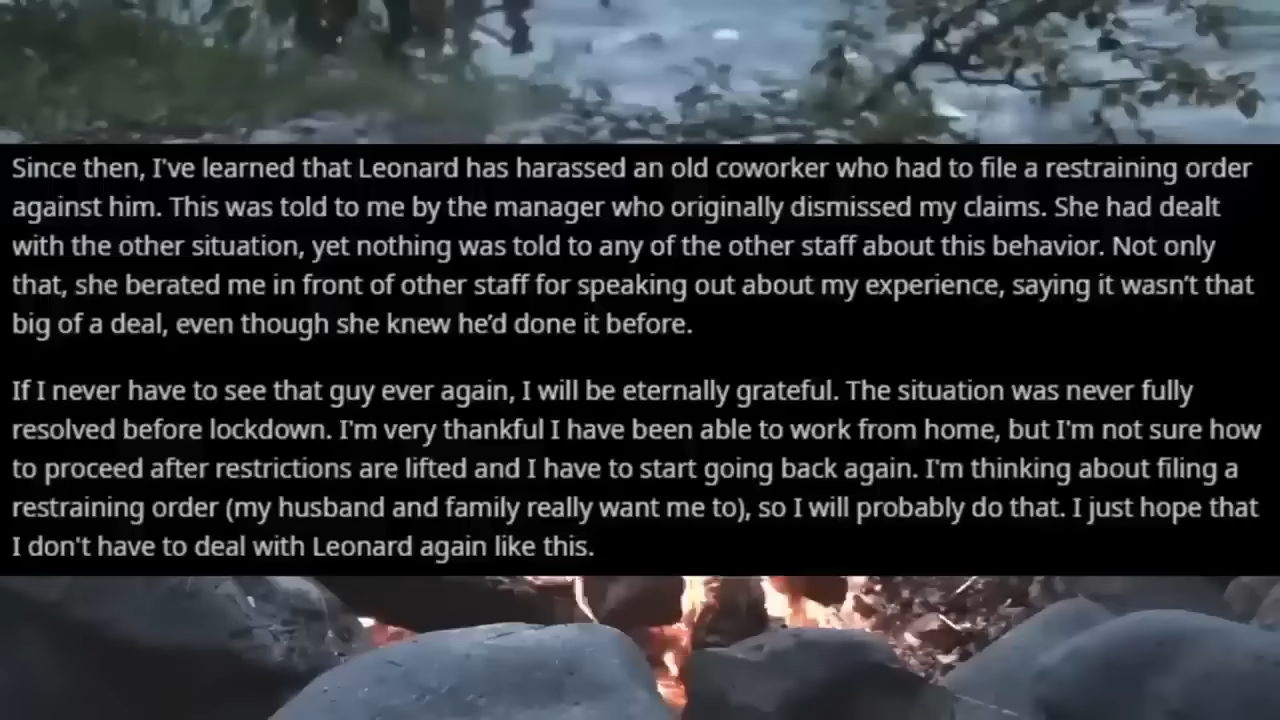 Since then, I've learned that Leonard has harassed an old coworker who had to file a restraining order
against him. This was told to me by the manager who originally dismissed my claims. She had dealt
with the other situation, yet nothing was told to any of the other staff about this behavior. Not only
that, she berated me in front of other staff for speaking out about my experience, saying it wasn’t that
big of a deal, even though she knew he’d done it before.
If I never have to see that guy ever again, I will be eternally grateful. The situation was never fully
resolved before lockdown. I'm very thankful I have been able to work from home, but I'm not sure how
to proceed after restrictions are lifted and I have to start going back again. I'm thinking about filing a
restraining order (my husband and family really want me to), so I will probably do that. I just hope that
I don't have to deal with Leonard again like this.